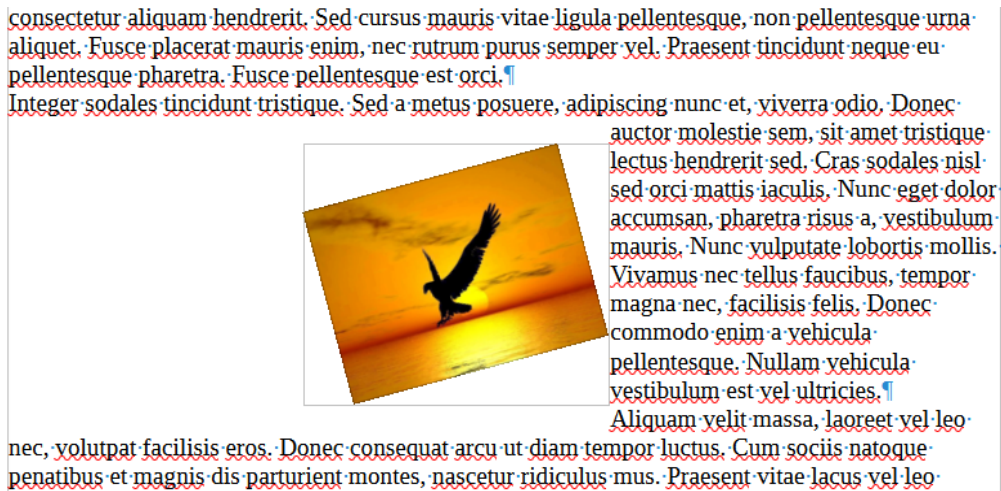 consectetur aliquam hendrerit. Sed cursus mauris vitae ligula pellentesque, non pellentesque urna
aliquet. Fusce placerat mauris enim, nec rutrum purus semper vel. Praesent tincidunt neque eu
pellentesque pharetra. Fusce pellentesque est orci.¶
Integer sodales tincidunt tristique. Sed a metus posuere, adipiscing nunc et, viverra odio. Donec
auctor molestie sem, sit amet tristique
lectus hendrerit sed. Cras sodales nisl
sed orci mattis iaculis. Nunc eget dolor
accumsan, pharetra risus a, vestibulum
mauris. Nunc vulputate lobortis mollis.
Vivamus nec tellus faucibus, tempor
magna nec, facilisis felis. Donec
commodo enim a vehicula
pellentesque. Nullam vehicula
vestibulum est vel ultricies.¶
Aliquam velit massa, laoreet vel leo
nec, volutpat facilisis eros. Donec consequat arcu ut diam tempor luctus. Cum sociis natoque
penatibus et magnis dis parturient montes, nascetur ridiculus mus. Praesent vitae lacus vel leo